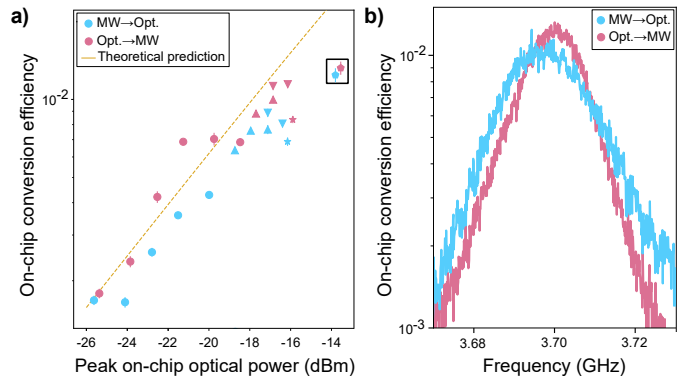 a)
MW→Opt.
Opt.→MW
Theoretical prediction
On-chip conversion efficiency
10⁻²
-26 -24 -22 -20 -18 -16 -14
Peak on-chip optical power (dBm)
b)
MW→Opt.
Opt.→MW
On-chip conversion efficiency
10⁻²
10⁻³
3.68 3.70 3.72
Frequency (GHz)